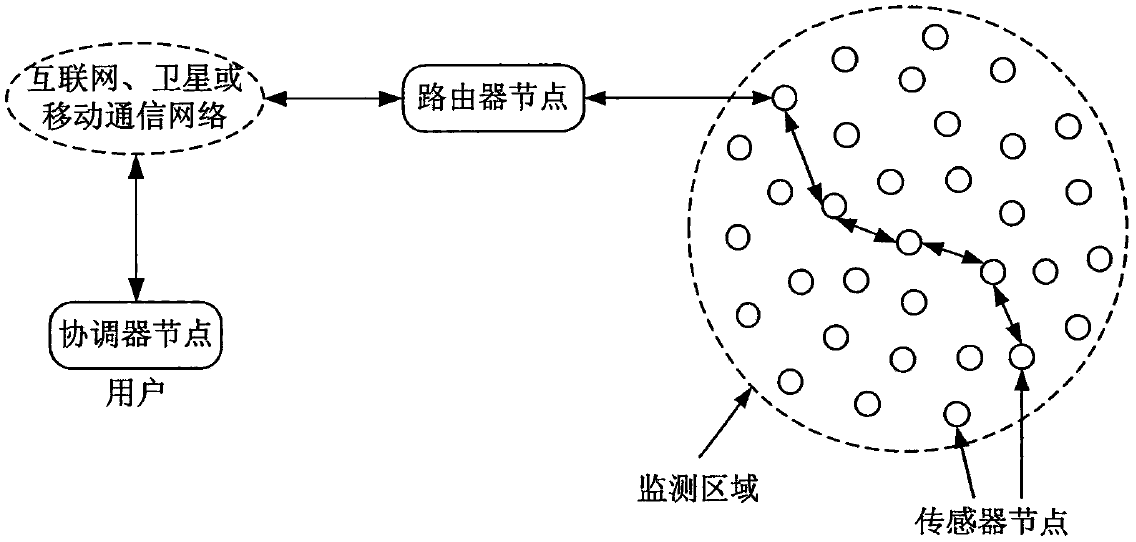 互联网、卫星或
移动通信网络
路由器节点
协调器节点
用户
监测区域
传感器节点